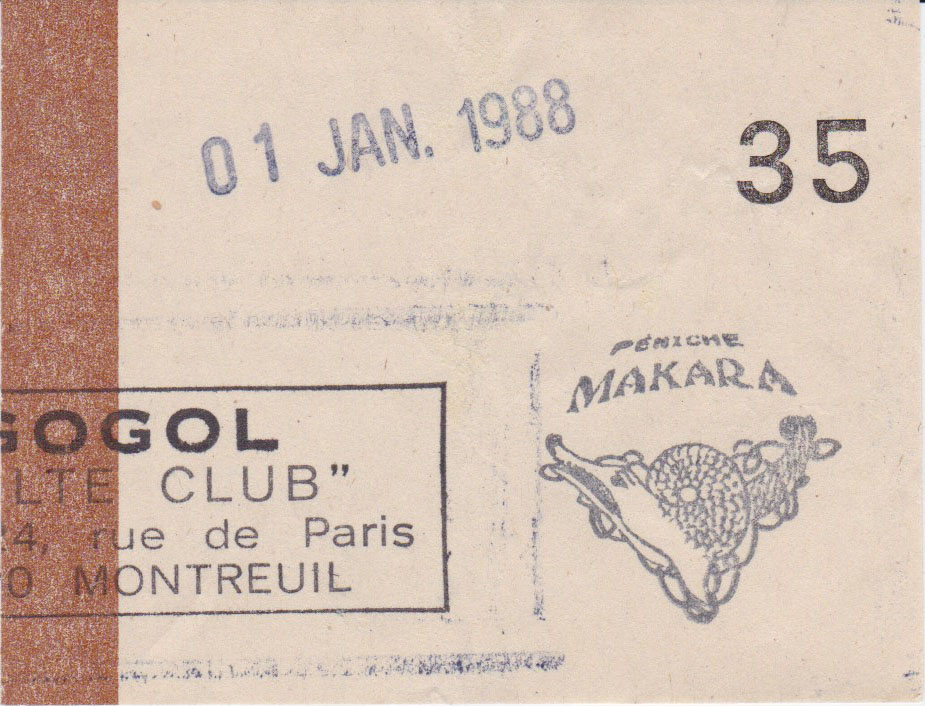 01 JAN. 1988
35
PÉNICHE
MAKARA
GOGOL
LTE CLUB”
24, rue de Paris
0 MONTREUIL